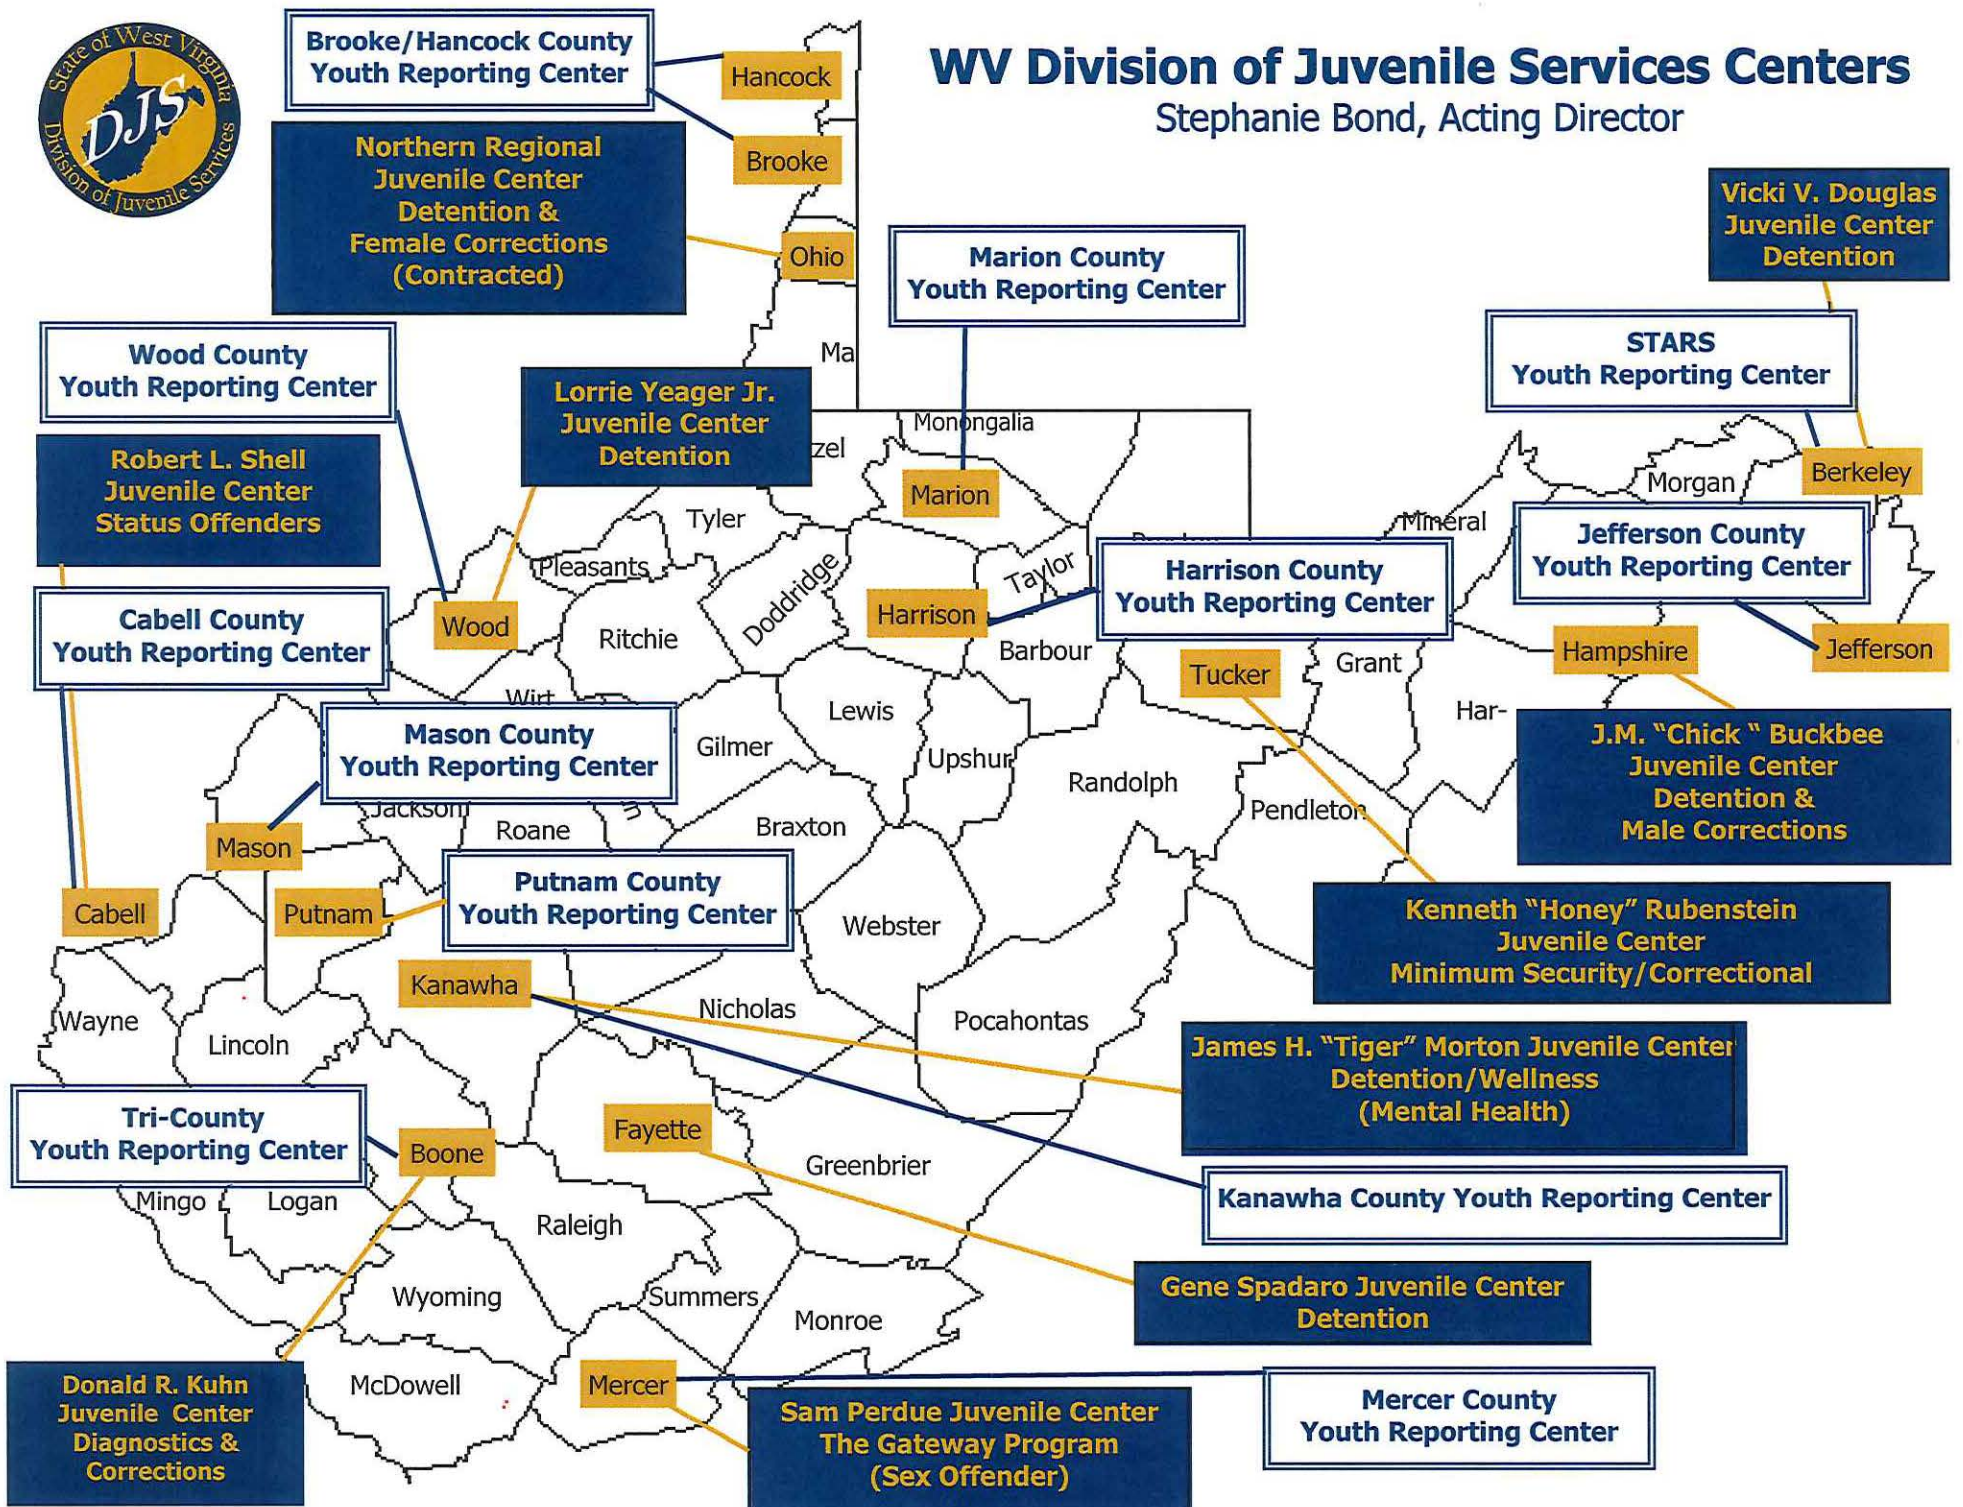 State of West Virginia
DJS
Division of Juvenile Services
WV Division of Juvenile Services Centers
Stephanie Bond, Acting Director
Brooke/Hancock County
Youth Reporting Center
Hancock
Northern Regional
Juvenile Center
Detention &
Female Corrections
(Contracted)
Brooke
Ohio
Marion County
Youth Reporting Center
Vicki V. Douglas
Juvenile Center
Detention
Wood County
Youth Reporting Center
Ma
STARS
Youth Reporting Center
Lorrie Yeager Jr.
Juvenile Center
Detention
Monongalia
zel
Robert L. Shell
Juvenile Center
Status Offenders
Marion
Morgan
Berkeley
Tyler
Mineral
Jefferson County
Youth Reporting Center
Pleasants
Taylor
Harrison County
Youth Reporting Center
Cabell County
Youth Reporting Center
Wood
Ritchie
Doddridge
Harrison
Barbour
Tucker
Grant
Hampshire
Jefferson
Wirt
Lewis
Har-
Mason County
Youth Reporting Center
Gilmer
Upshur
Randolph
Pendleton
J.M. “Chick “ Buckbee
Juvenile Center
Detention &
Male Corrections
Jackson
Roane
Braxton
Mason
Cabell
Putnam
Putnam County
Youth Reporting Center
Webster
Kenneth “Honey” Rubenstein
Juvenile Center
Minimum Security/Correctional
Kanawha
Nicholas
Pocahontas
Wayne
Lincoln
James H. “Tiger” Morton Juvenile Center
Detention/Wellness
(Mental Health)
Tri-County
Youth Reporting Center
Boone
Fayette
Greenbrier
Kanawha County Youth Reporting Center
Mingo
Logan
Raleigh
Wyoming
Summers
Monroe
Gene Spadaro Juvenile Center
Detention
Donald R. Kuhn
Juvenile Center
Diagnostics &
Corrections
McDowell
Mercer
Sam Perdue Juvenile Center
The Gateway Program
(Sex Offender)
Mercer County
Youth Reporting Center